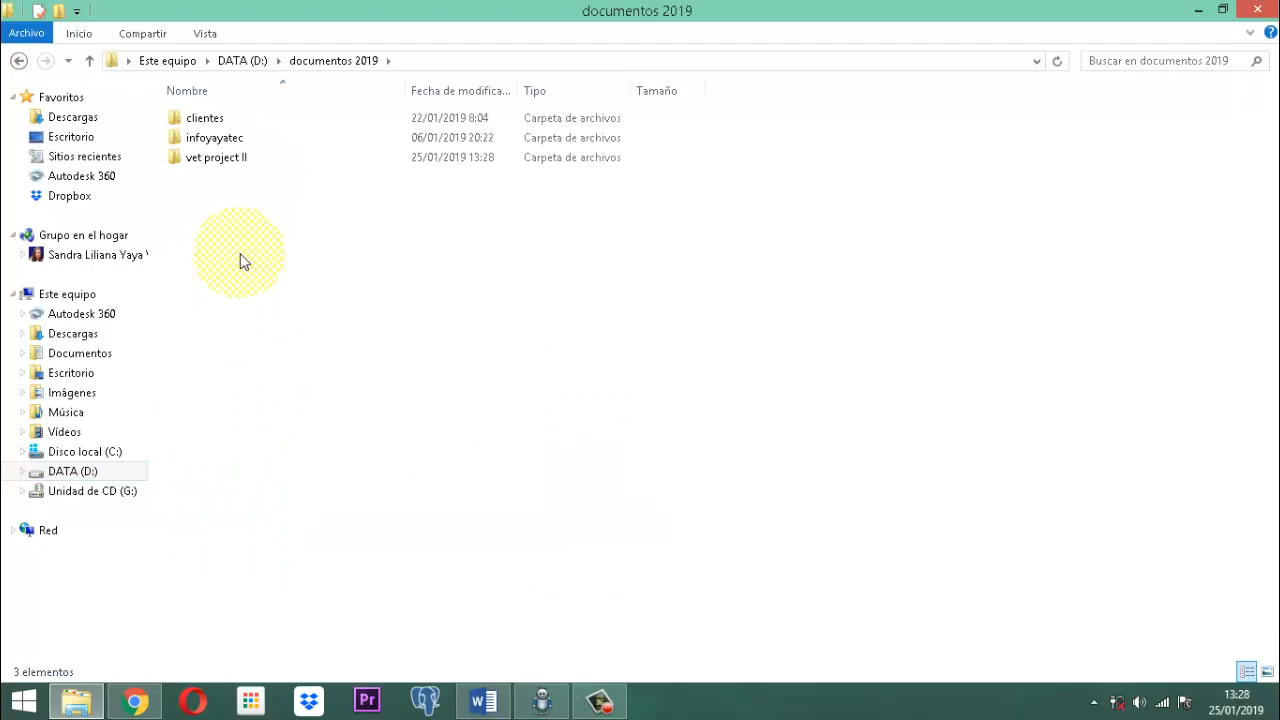 documentos 2019
Archivo Inicio Compartir Vista
Este equipo DATA (D:) documentos 2019 Buscar en documentos 2019
Nombre Fecha de modifica... Tipo Tamaño
clientes 22/01/2019 8:04 Carpeta de archivos
infoyayatec 06/01/2019 20:22 Carpeta de archivos
vet project II 25/01/2019 13:28 Carpeta de archivos
Favoritos
Descargas
Escritorio
Sitios recientes
Autodesk 360
Dropbox
Grupo en el hogar
Sandra Liliana Yaya
Este equipo
Autodesk 360
Descargas
Documentos
Escritorio
Imágenes
Música
Vídeos
Disco local (C:)
DATA (D:)
Unidad de CD (G:)
Red
3 elementos
Pr
13:28
25/01/2019